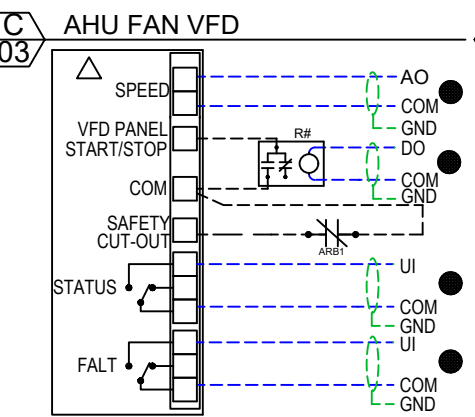 C AHU FAN VFD
03
SPEED
AO
COM
GND
VFD PANEL
START/STOP
R#
DO
COM
GND
COM
SAFETY
CUT-OUT
ARB1
STATUS
UI
COM
GND
FALT
UI
COM
GND